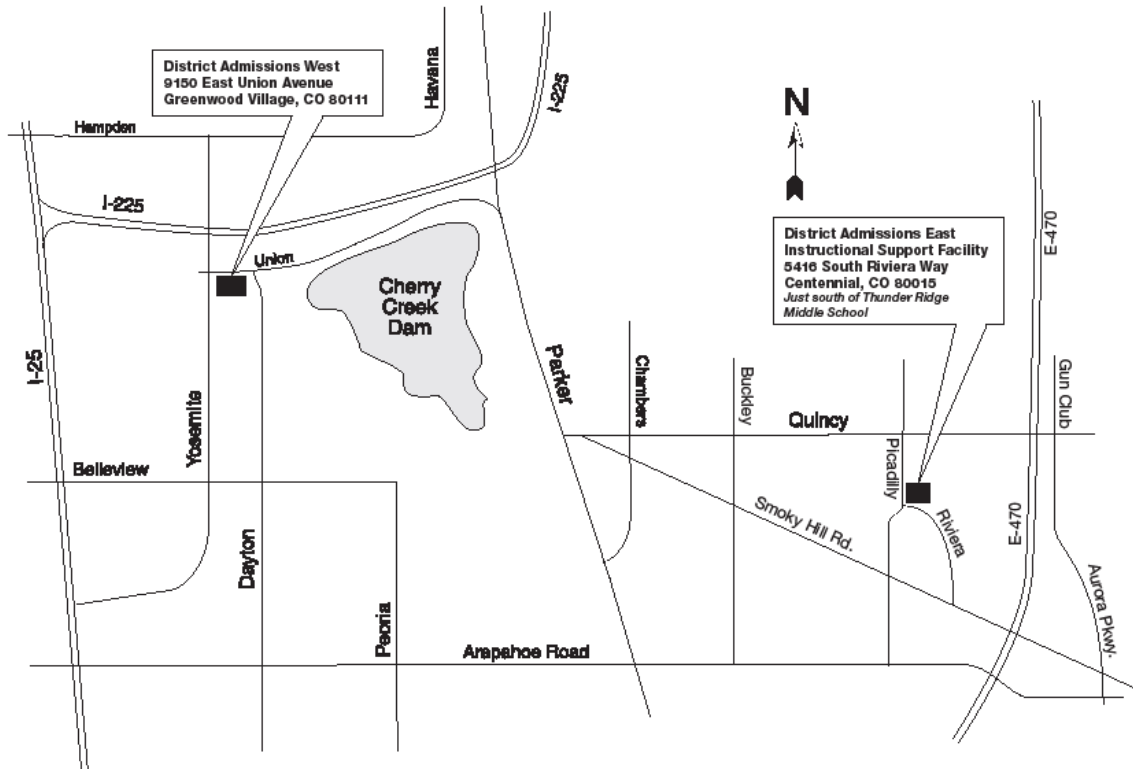 District Admissions West
9150 East Union Avenue
Greenwood Village, CO 80111
Havana
I-225
Hampden
N
I-225
E-470
District Admissions East
Instructional Support Facility
5416 South Riviera Way
Centennial, CO 80015
Just south of Thunder Ridge
Middle School
Union
Cherry
Creek
Dam
I-25
Parker
Chambers
Buckley
Gun Club
Yosemite
Quincy
Picadilly
Belleview
Smoky Hill Rd.
Riviera
E-470
Dayton
Aurora Pkwy.
Peoria
Arapahoe Road